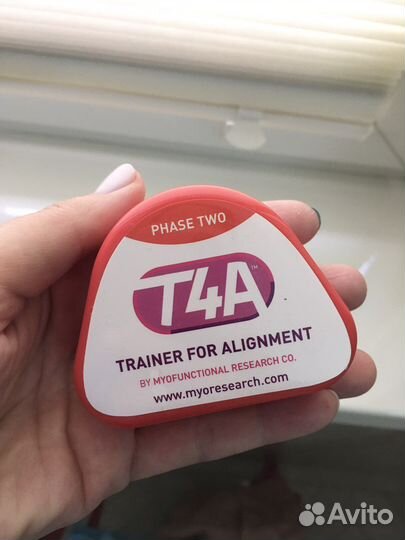 PHASE TWO
T4A™
TRAINER FOR ALIGNMENT
BY MYOFUNCTIONAL RESEARCH CO.
www.myoresearch.com
Avito